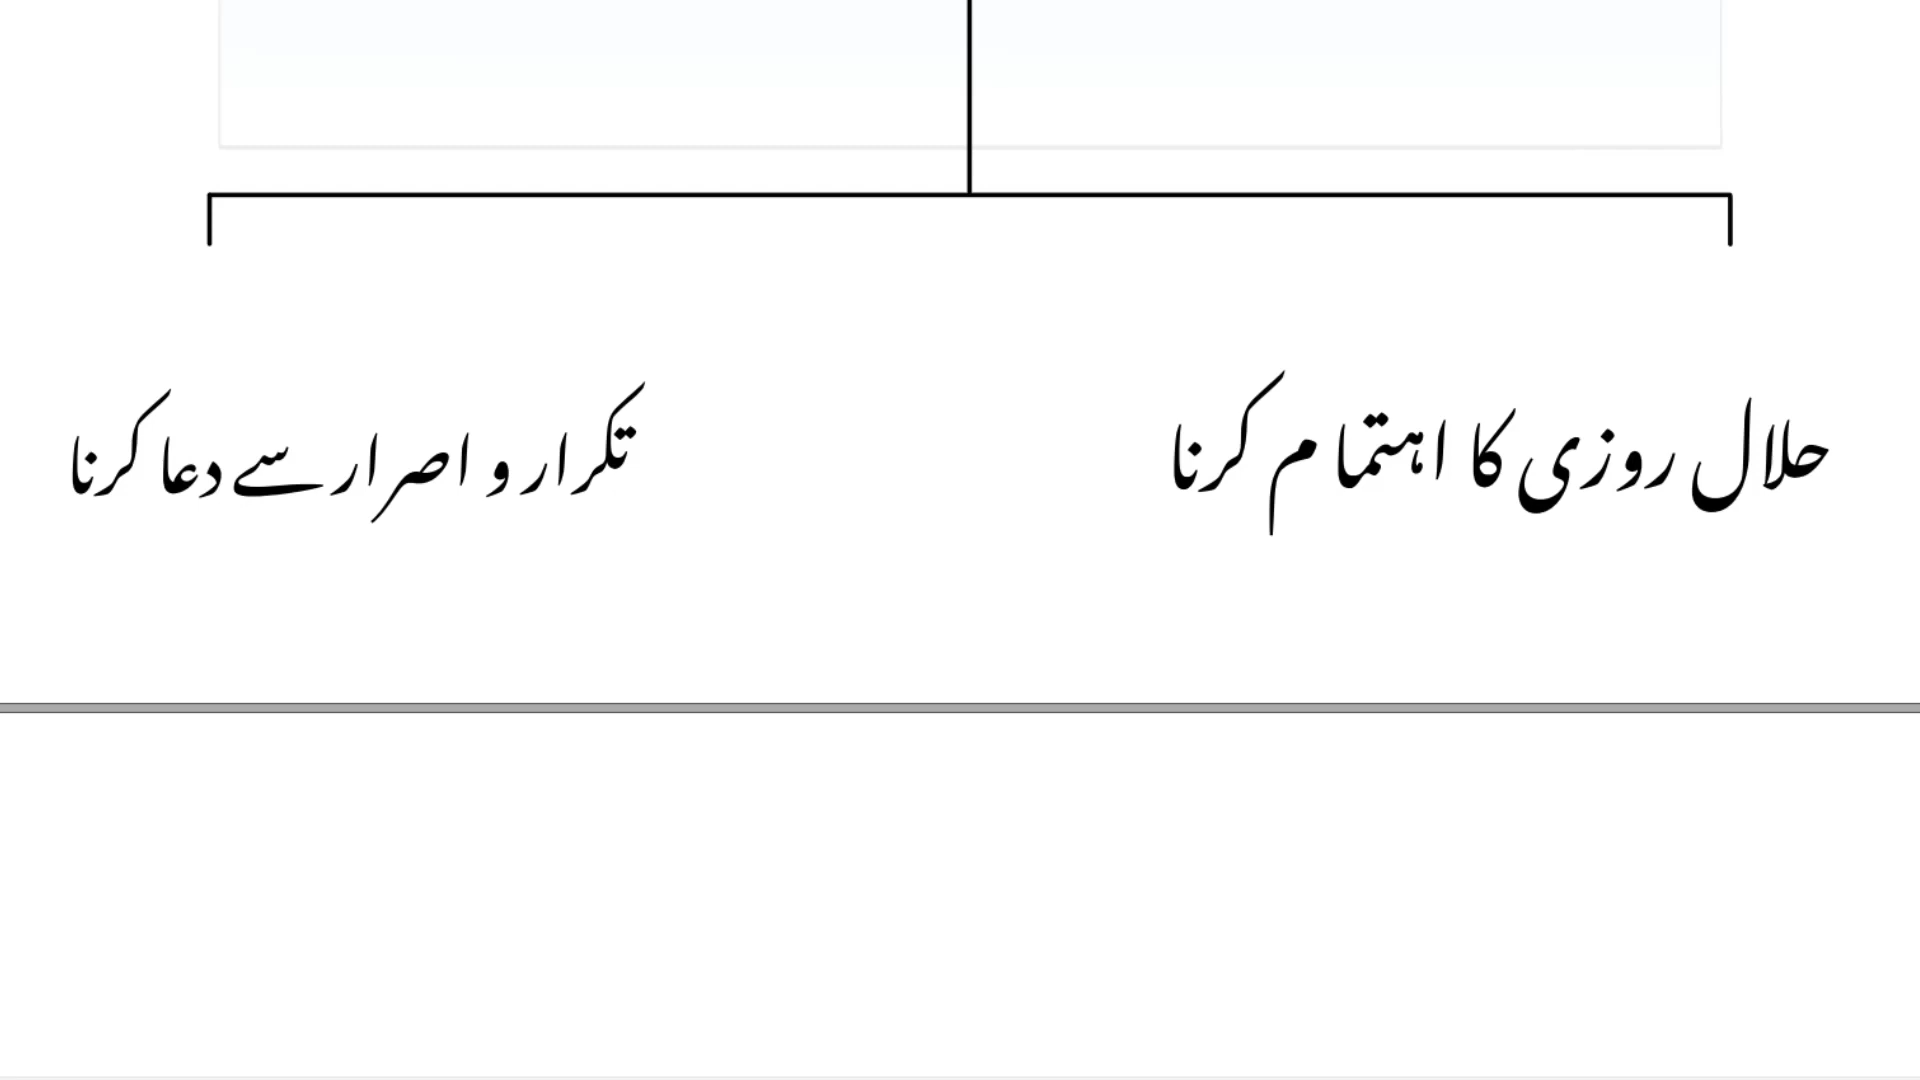 حلال روزی کا اہتمام کرنا
تکرار و اصرار سے دعا کرنا